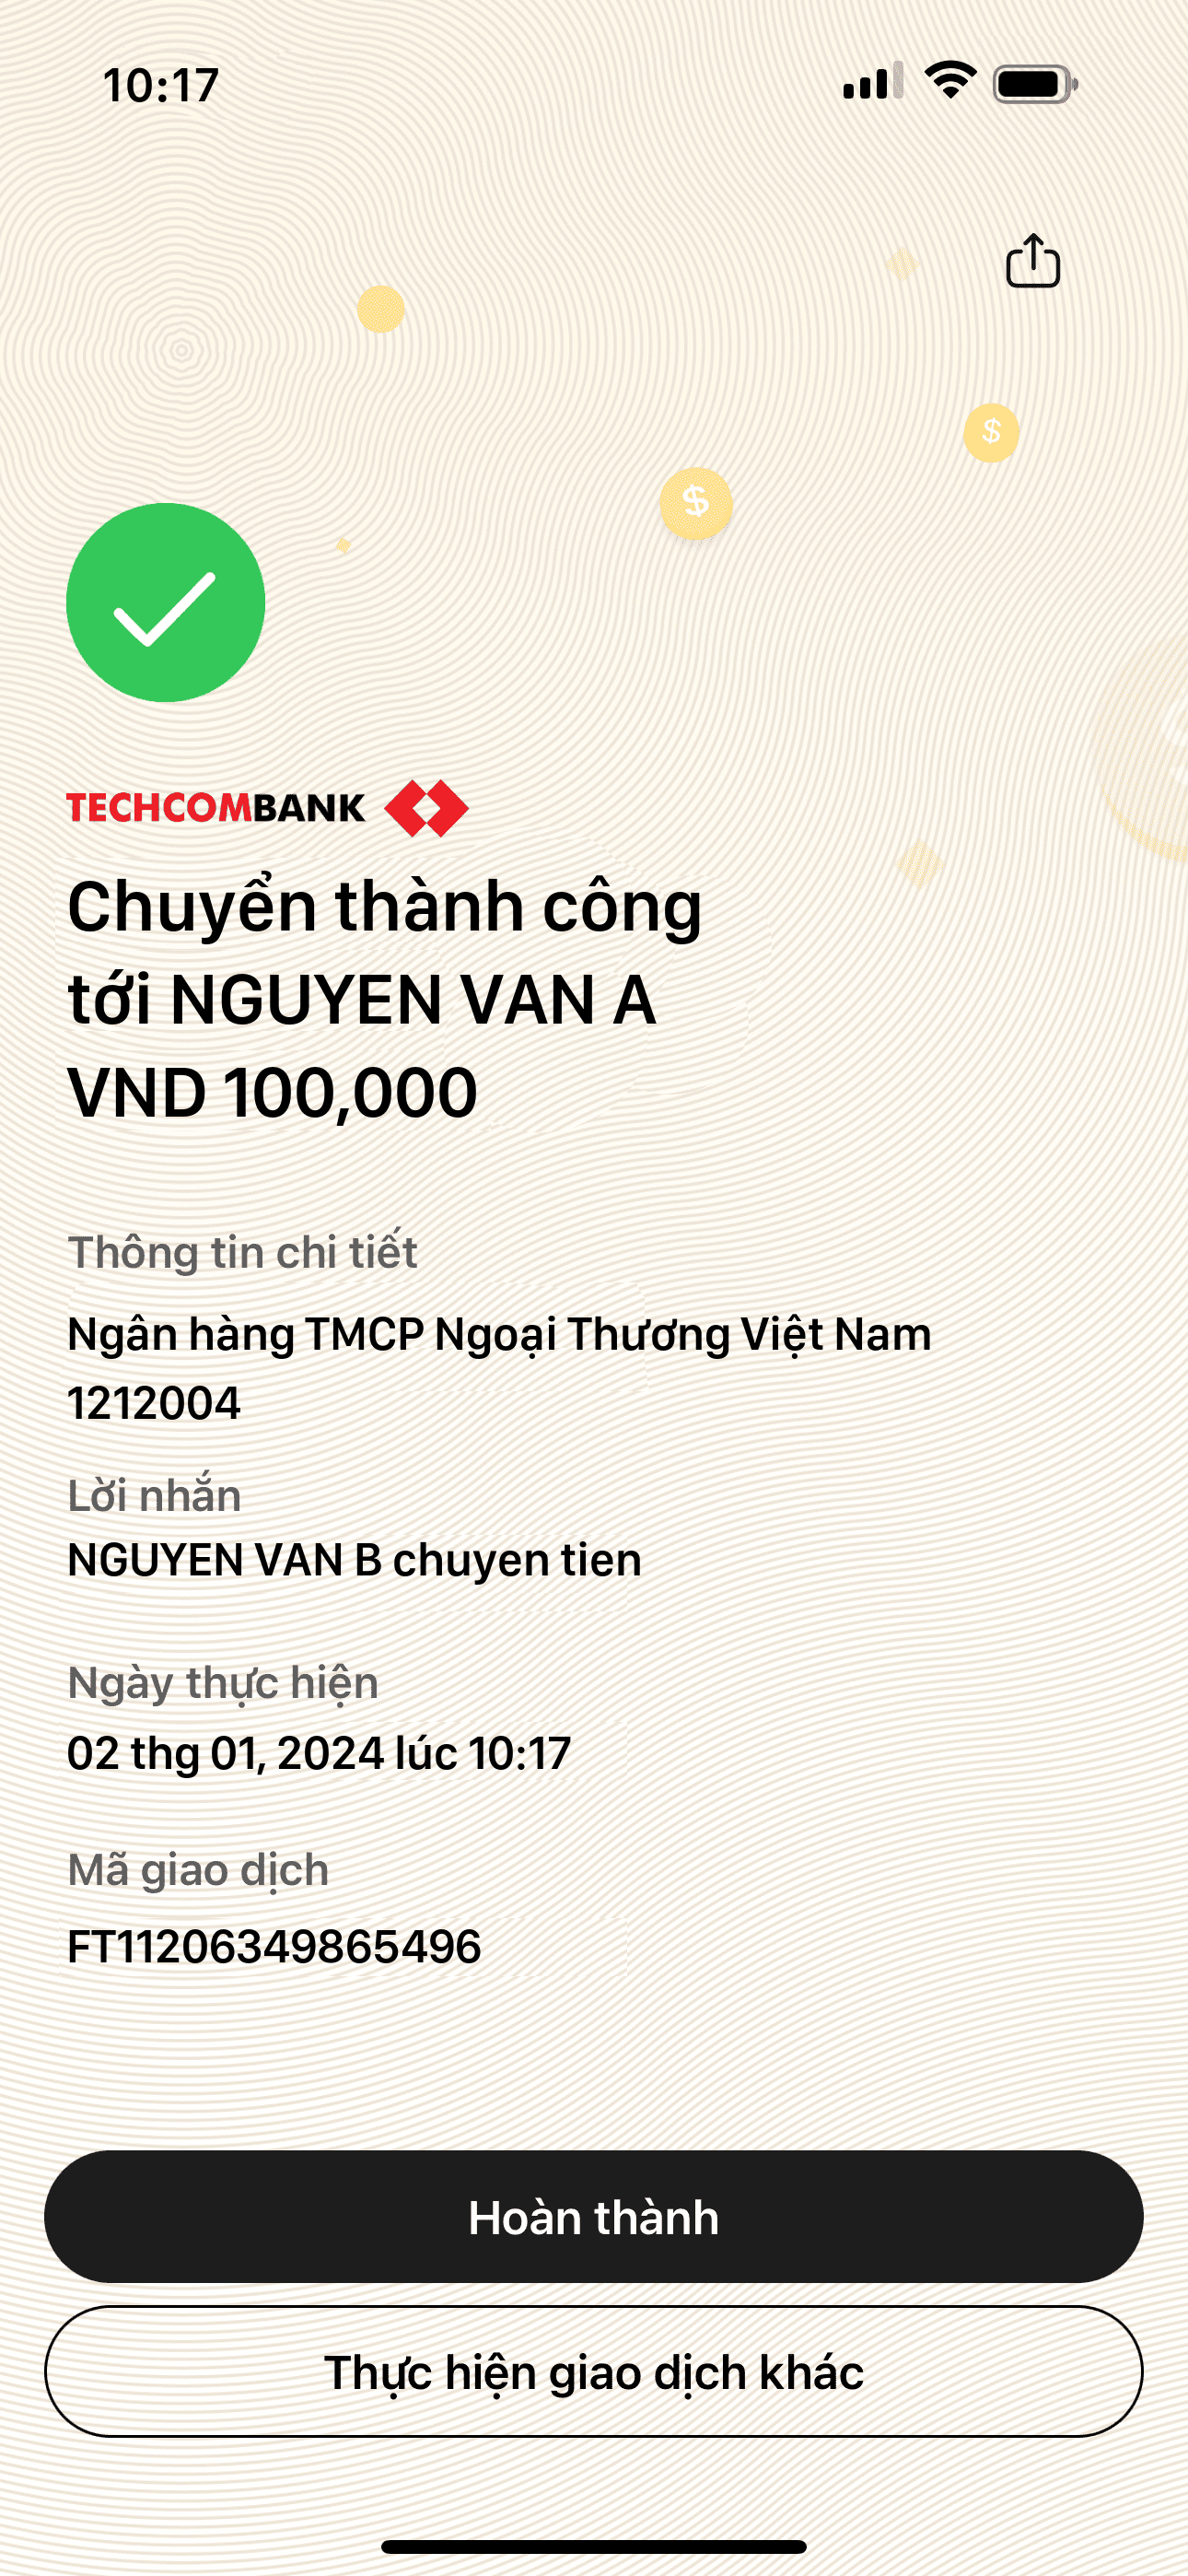 10:17
$
$
TECHCOMBANK
Chuyển thành công
tới NGUYEN VAN A
VND 100,000
Thông tin chi tiết
Ngân hàng TMCP Ngoại Thương Việt Nam
1212004
Lời nhắn
NGUYEN VAN B chuyen tien
Ngày thực hiện
02 thg 01, 2024 lúc 10:17
Mã giao dịch
FT11206349865496
Hoàn thành
Thực hiện giao dịch khác